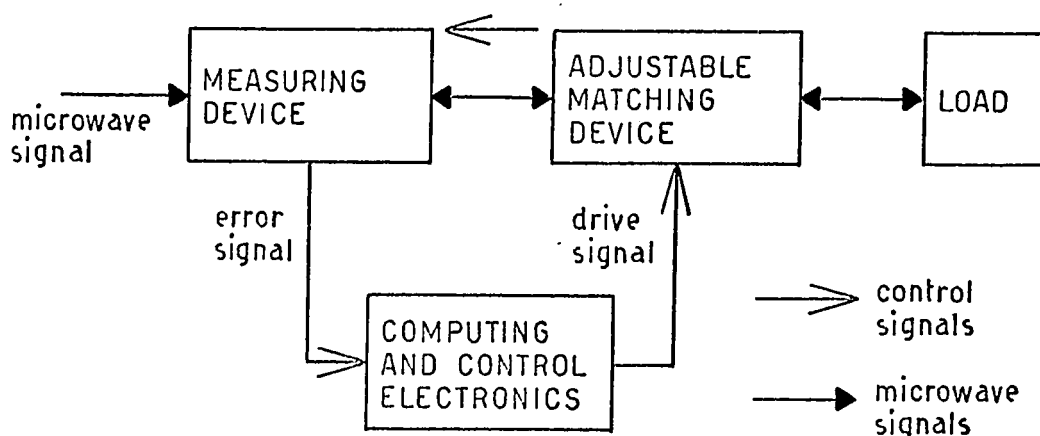 MEASURING
DEVICE
ADJUSTABLE
MATCHING
DEVICE
LOAD
microwave
signal
error
signal
drive
signal
COMPUTING
AND CONTROL
ELECTRONICS
control
signals
microwave
signals